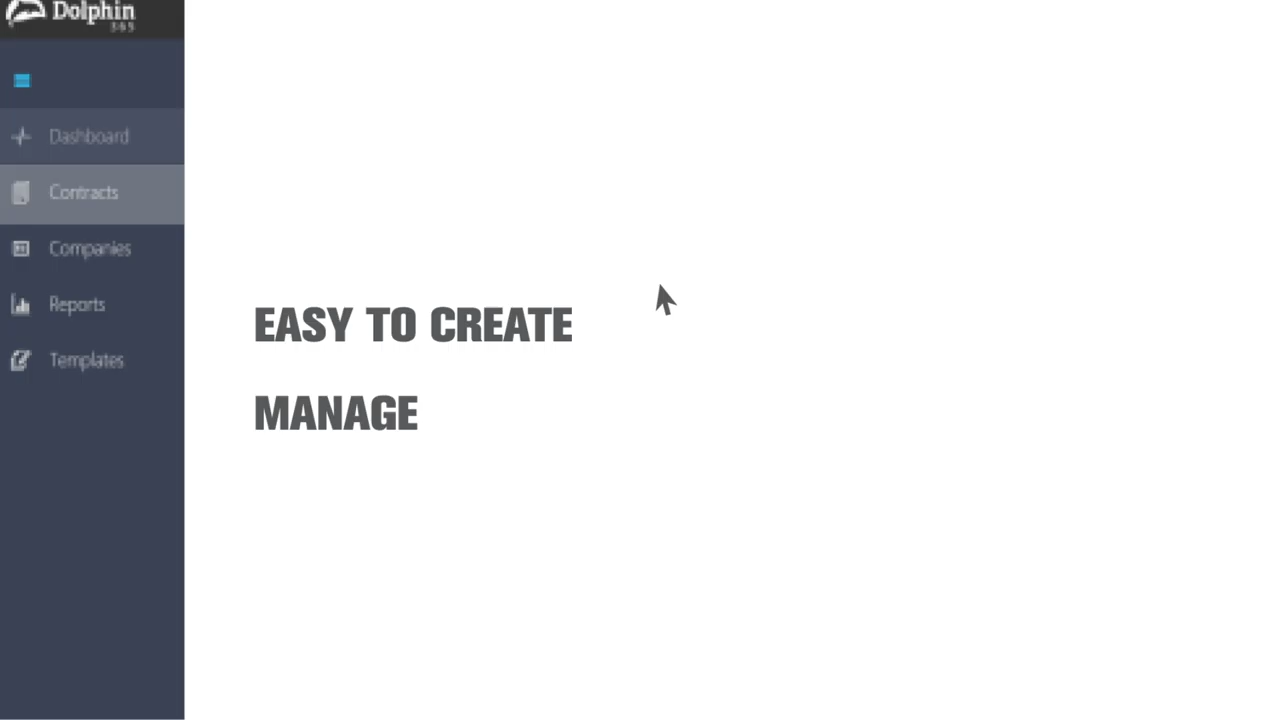 Dolphin
365
Dashboard
Contracts
Companies
Reports
Templates
EASY TO CREATE
MANAGE